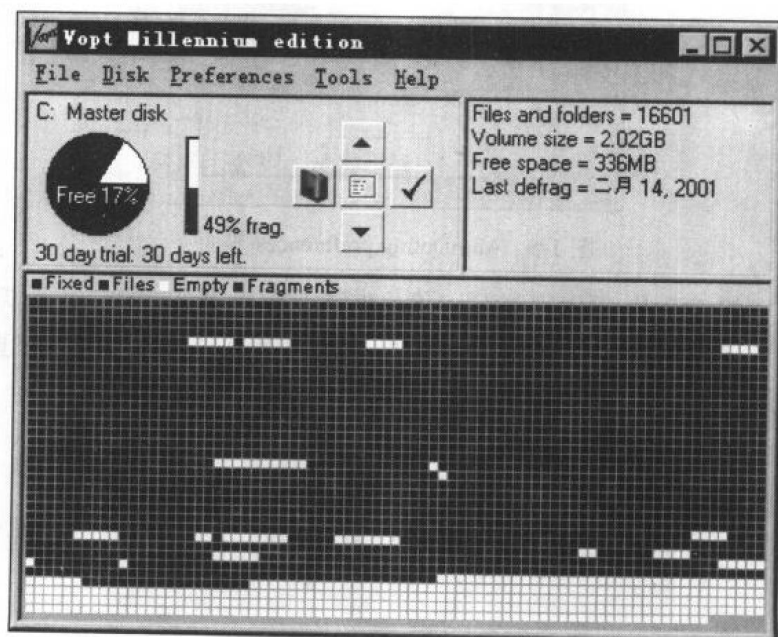 Vopt Millennium edition
File Disk Preferences Tools Help
C: Master disk
Free 17%
49% frag.
30 day trial: 30 days left.
Files and folders = 16601
Volume size = 2.02GB
Free space = 336MB
Last defrag = 二月 14, 2001
Fixed Files Empty Fragments